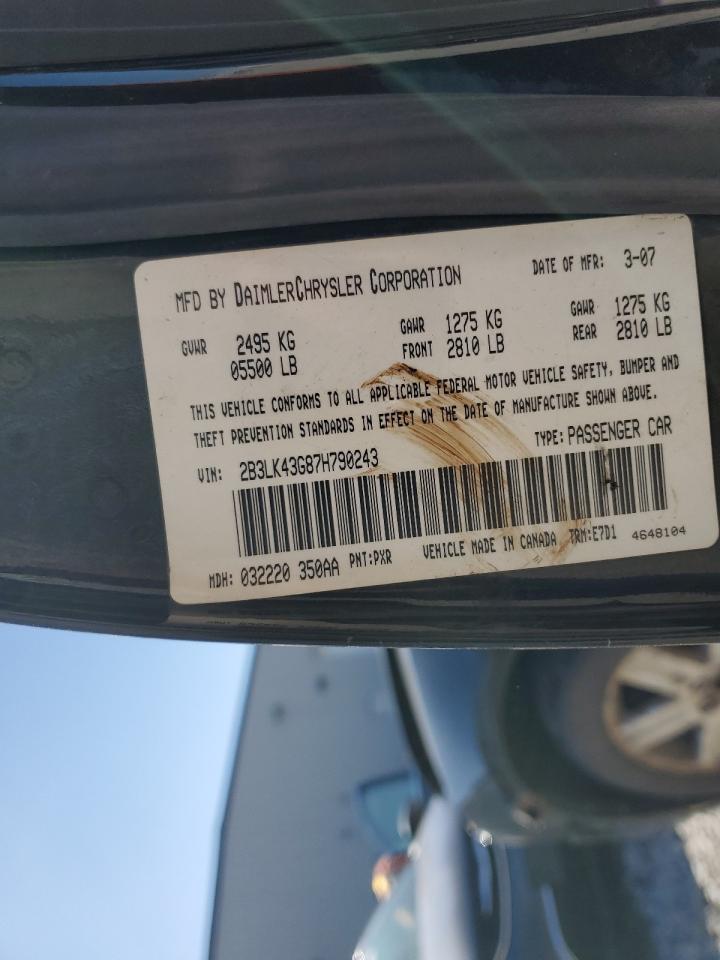 MFD BY DAIMLERCHRYSLER CORPORATION DATE OF MFR: 3-07
GVWR 2495 KG GAWR 1275 KG GAWR 1275 KG
05500 LB FRONT 2810 LB REAR 2810 LB
THIS VEHICLE CONFORMS TO ALL APPLICABLE FEDERAL MOTOR VEHICLE SAFETY, BUMPER AND
THEFT PREVENTION STANDARDS IN EFFECT ON THE DATE OF MANUFACTURE SHOWN ABOVE.
VIN: 2B3LK43G87H790243 TYPE: PASSENGER CAR
MDH: 032220 350AA PNT:PXR VEHICLE MADE IN CANADA TRM:E7D1 4648104